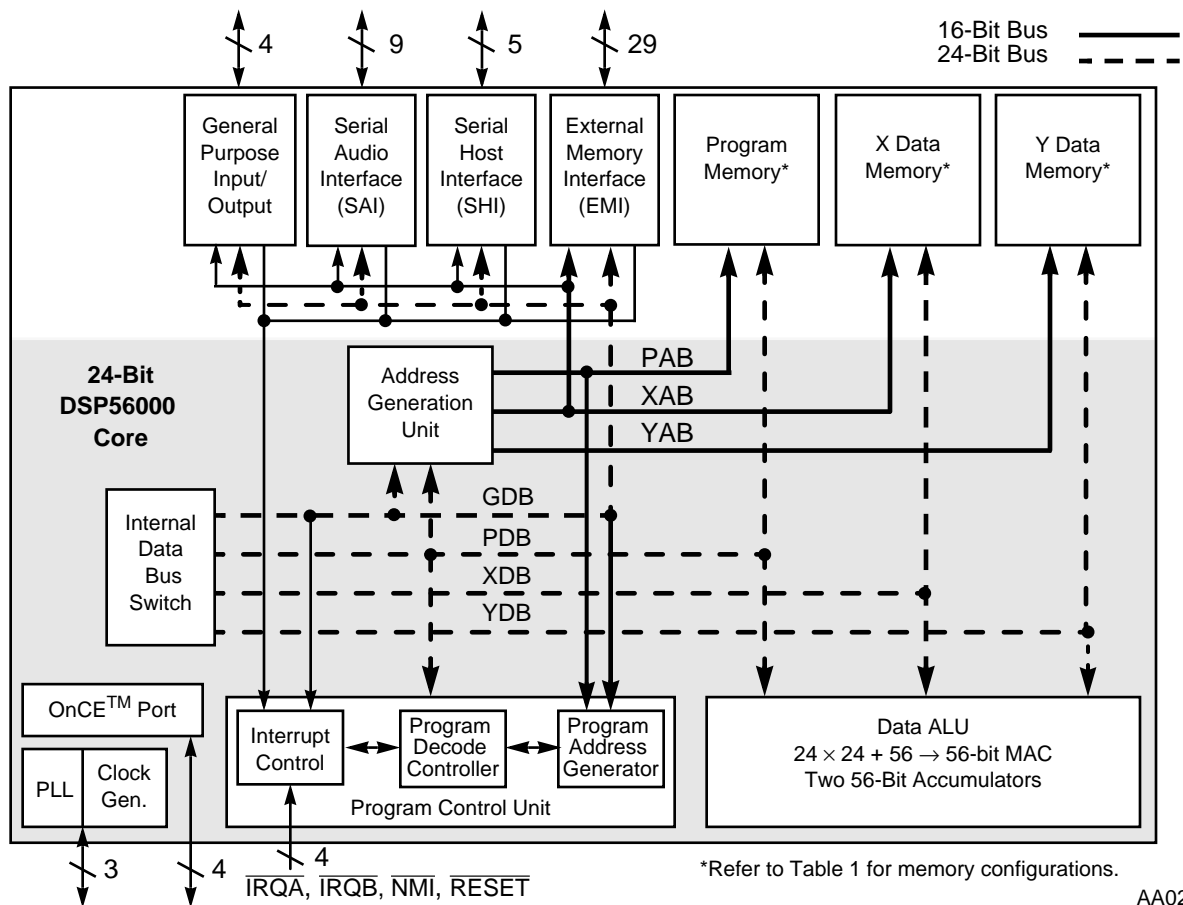 4
9
5
29
16-Bit Bus
24-Bit Bus
General
Purpose
Input/
Output
Serial
Audio
Interface
(SAI)
Serial
Host
Interface
(SHI)
External
Memory
Interface
(EMI)
Program
Memory*
X Data
Memory*
Y Data
Memory*
24-Bit
DSP56000
Core
Address
Generation
Unit
PAB
XAB
YAB
Internal
Data
Bus
Switch
GDB
PDB
XDB
YDB
OnCE™ Port
PLL
Clock
Gen.
Interrupt
Control
Program
Decode
Controller
Program
Address
Generator
Program Control Unit
Data ALU
24 × 24 + 56 → 56-bit MAC
Two 56-Bit Accumulators
3
4
4
IRQA, IRQB, NMI, RESET
*Refer to Table 1 for memory configurations.
AA02